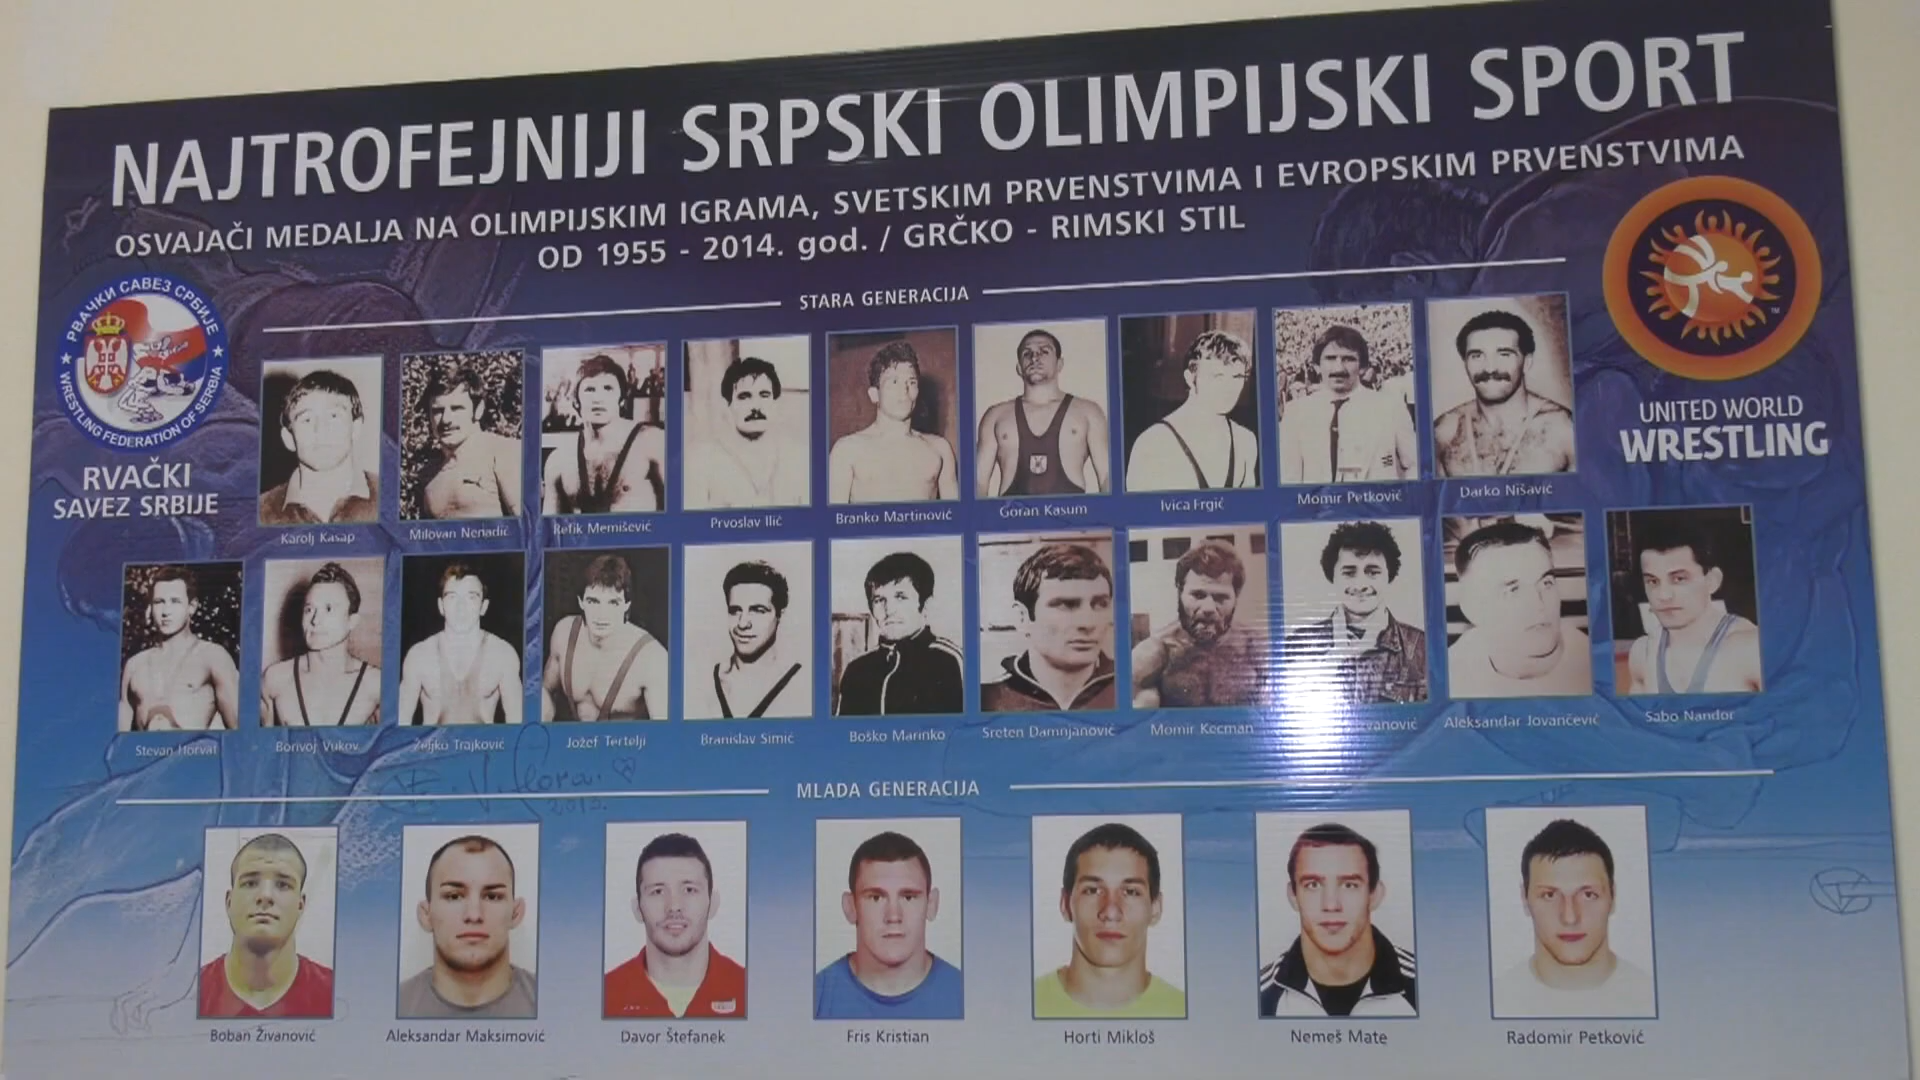 NAJTROFEJNIJI SRPSKI OLIMPIJSKI SPORT
OSVAJAČI MEDALJA NA OLIMPIJSKIM IGRAMA, SVETSKIM PRVENSTVIMA I EVROPSKIM PRVENSTVIMA
OD 1955 - 2014. god. / GRČKO - RIMSKI STIL
РВАЧКИ САВЕЗ СРБИЈЕ
WRESTLING FEDERATION OF SERBIA
RVAČKI
SAVEZ SRBIJE
UNITED WORLD
WRESTLING
STARA GENERACIJA
Karolj Kasap
Milovan Nenadić
Refik Memišević
Prvoslav Ilić
Branko Martinović
Goran Kasum
Ivica Frgić
Momir Petković
Darko Nišavić
Stevan Horvat
Borivoj Vukov
Željko Trajković
Jožef Tertelji
Branislav Simić
Boško Marinko
Sreten Damnjanović
Momir Kecman
Aleksandar Jovančević
Sabo Nandor
MLADA GENERACIJA
Boban Živanović
Aleksandar Maksimović
Davor Štefanek
Fris Kristian
Horti Mikloš
Nemeš Mate
Radomir Petković